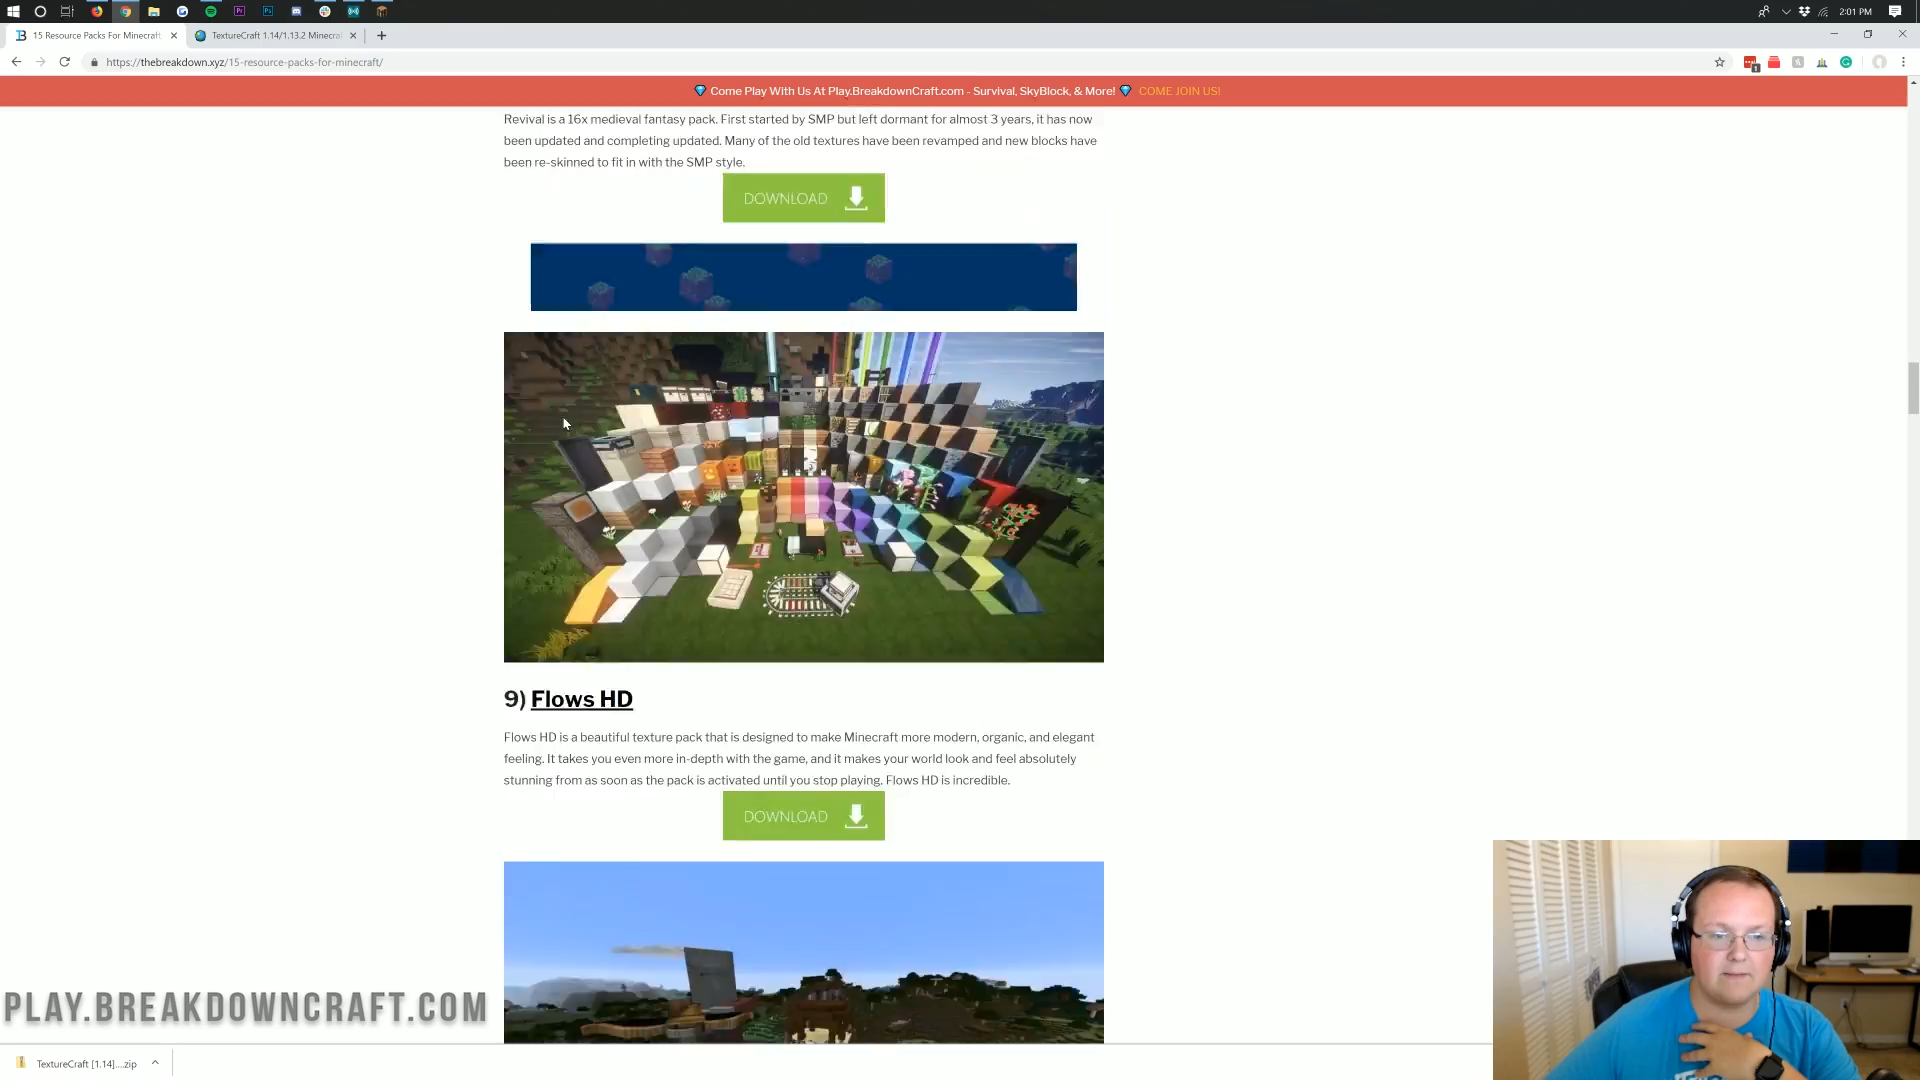 2:01 PM
15 Resource Packs For Minecraft
TextureCraft 1.14/1.13.2 Minecra
https://thebreakdown.xyz/15-resource-packs-for-minecraft/
Come Play With Us At Play.BreakdownCraft.com - Survival, SkyBlock, & More! COME JOIN US!
Revival is a 16x medieval fantasy pack. First started by SMP but left dormant for almost 3 years, it has now
been updated and completing updated. Many of the old textures have been revamped and new blocks have
been re-skinned to fit in with the SMP style.
DOWNLOAD
9) Flows HD
Flows HD is a beautiful texture pack that is designed to make Minecraft more modern, organic, and elegant
feeling. It takes you even more in-depth with the game, and it makes your world look and feel absolutely
stunning from as soon as the pack is activated until you stop playing. Flows HD is incredible.
DOWNLOAD
PLAY.BREAKDOWNCRAFT.COM
TextureCraft [1.14]....zip